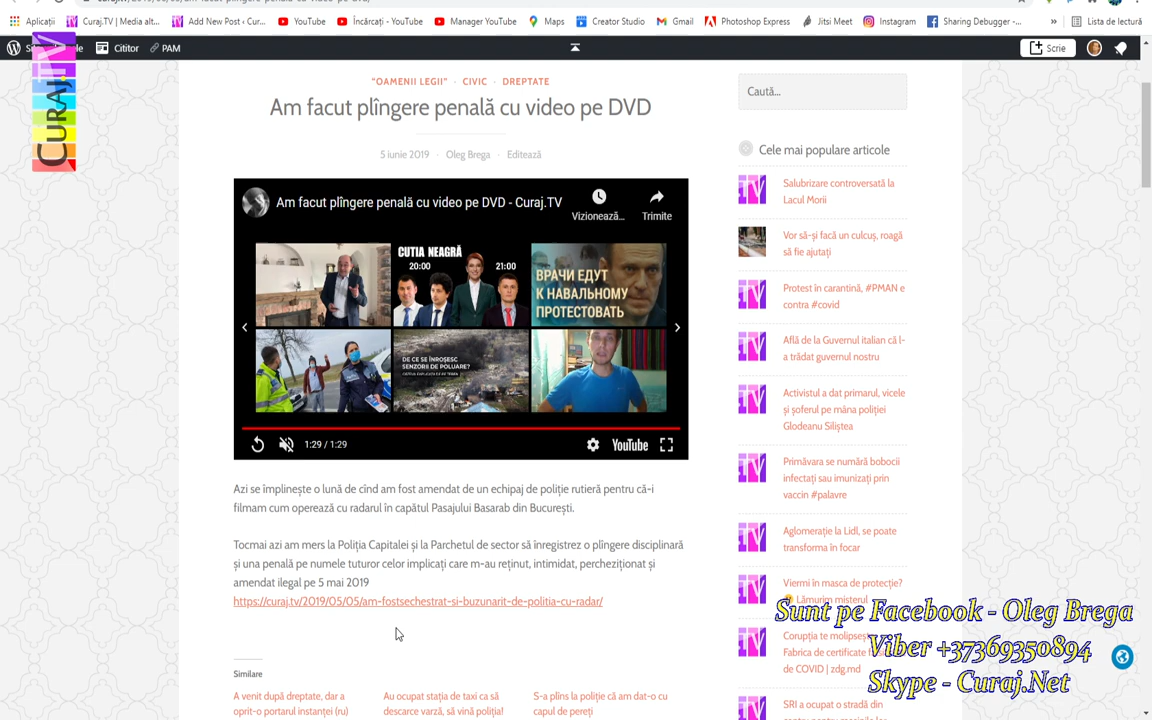 Aplicații
Curaj.TV | Media alt...
Add New Post ‹ Cur...
YouTube
Încărcați - YouTube
Manager YouTube
Maps
Creator Studio
Gmail
Photoshop Express
Jitsi Meet
Instagram
Sharing Debugger -...
»
Lista de lectură
Cititor
PAM
Scrie
CURAJ.TV
"OAMENII LEGII" · CIVIC · DREPTATE
Am facut plîngere penală cu video pe DVD
5 iunie 2019 · Oleg Brega · Editează
Am facut plîngere penală cu video pe DVD - Curaj.TV
Vizionează...
Trimite
CUTIA NEAGRĂ
20:00
21:00
ВРАЧИ ЕДУТ
К НАВАЛЬНОМУ
ПРОТЕСТОВАТЬ
DE CE SE ÎNROȘESC
SENZORII DE POLUARE?
1:29 / 1:29
YouTube
Azi se împlinește o lună de cînd am fost amendat de un echipaj de poliție rutieră pentru că-i
filmam cum operează cu radarul în capătul Pasajului Basarab din București.
Tocmai azi am mers la Poliția Capitalei și la Parchetul de sector să înregistrez o plîngere disciplinară
și una penală pe numele tuturor celor implicați care m-au reținut, intimidat, percheziționat și
amendat ilegal pe 5 mai 2019
https://curaj.tv/2019/05/05/am-fostsechestrat-si-buzunarit-de-politia-cu-radar/
Similare
A venit după dreptate, dar a
oprit-o portarul instanței (ru)
Au ocupat stația de taxi ca să
descarce varză, să vină poliția!
S-a plîns la poliție că am dat-o cu
capul de pereți
Caută...
Cele mai populare articole
Salubrizare controversată la
Lacul Morii
Vor să-și facă un culcuș, roagă
să fie ajutați
Protest în carantină, #PMAN e
contra #covid
Află de la Guvernul italian că l-
a trădat guvernul nostru
Activistul a dat primarul, vicele
și șoferul pe mâna poliției
Glodeanu Siliștea
Primăvara se numără bobocii
infectați sau imunizați prin
vaccin #palavre
Aglomerație la Lidl, se poate
transforma în focar
Viermi în masca de protecție?
Lămurim misterul
Corupția te molipsește
Fabrica de certificate
de COVID | zdg.md
SRI a ocupat o stradă din
Sunt pe Facebook - Oleg Brega
Viber +37369350894
Skype - Curaj.Net